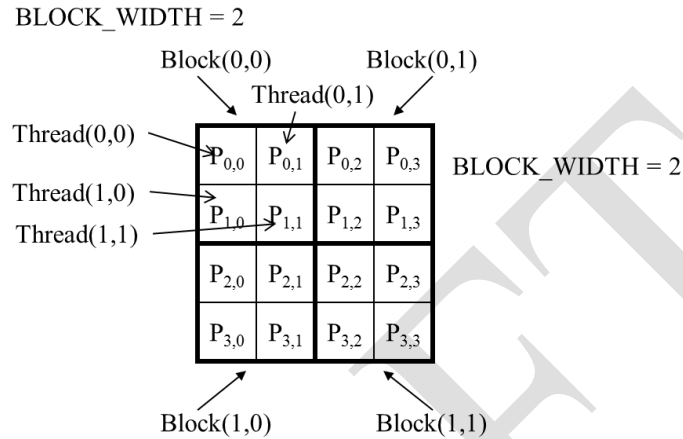 BLOCK_WIDTH = 2
Block(0,0) Block(0,1)
Thread(0,1)
Thread(0,0)
P0,0 P0,1 P0,2 P0,3
BLOCK_WIDTH = 2
Thread(1,0)
P1,0 P1,1 P1,2 P1,3
Thread(1,1)
P2,0 P2,1 P2,2 P2,3
P3,0 P3,1 P3,2 P3,3
Block(1,0) Block(1,1)